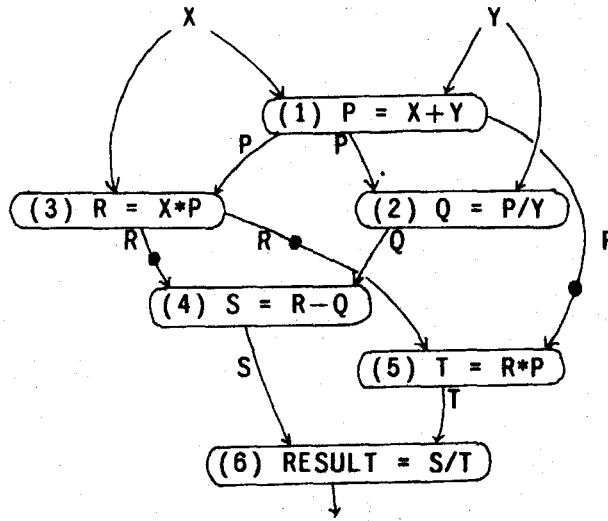 X Y
(1) P = X+Y
P P
(3) R = X*P (2) Q = P/Y
R R Q P
(4) S = R-Q
S (5) T = R*P
T
(6) RESULT = S/T